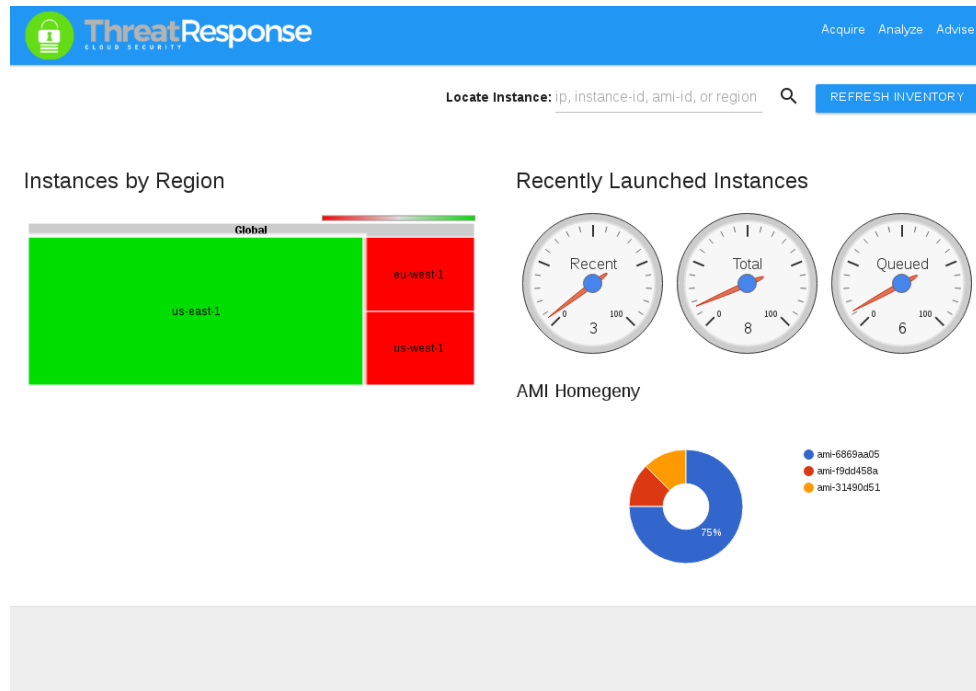 ThreatResponse
CLOUD SECURITY
Acquire Analyze Advise
Locate Instance: ip, instance-id, ami-id, or region
REFRESH INVENTORY
Instances by Region
Global
us-east-1
eu-west-1
us-west-1
Recently Launched Instances
Recent
0 100
3
Total
0 100
8
Queued
0 100
6
AMI Homegeny
75%
ami-6869aa05
ami-f9dd458a
ami-31490d51